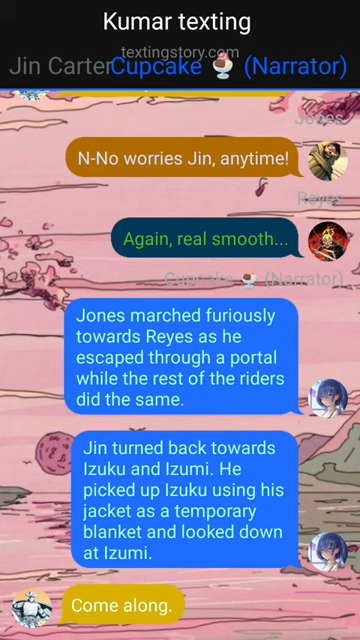 Kumar texting
textingstory.com
Jin Carter Cupcake 🍨 (Narrator)
Jones
N-No worries Jin, anytime!
Reyes
Again, real smooth...
Cupcake 🍨 (Narrator)
Jones marched furiously
towards Reyes as he
escaped through a portal
while the rest of the riders
did the same.
Jin turned back towards
Izuku and Izumi. He
picked up Izuku using his
jacket as a temporary
blanket and looked down
at Izumi.
Come along.